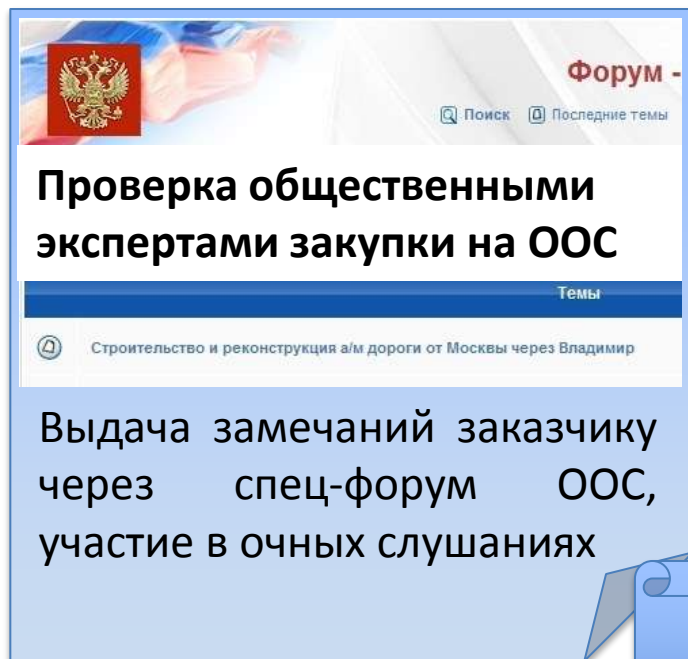 Форум -
Поиск Последние темы
Проверка общественными
экспертами закупки на ООС
Темы
Строительство и реконструкция а/м дороги от Москвы через Владимир
Выдача замечаний заказчику
через спец-форум ООС,
участие в очных слушаниях